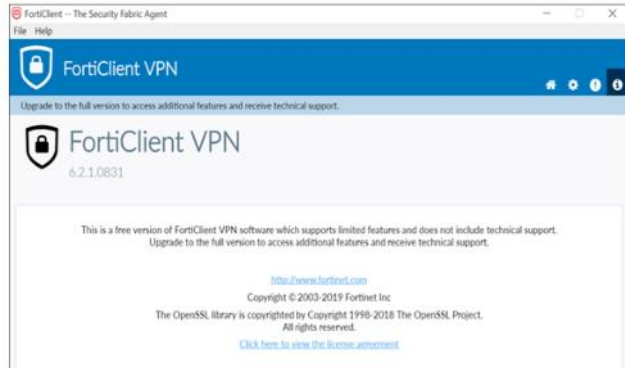 FortiClient -- The Security Fabric Agent
File Help
FortiClient VPN
Upgrade to the full version to access additional features and receive technical support.
FortiClient VPN
6.2.1.0831
This is a free version of FortiClient VPN software which supports limited features and does not include technical support.
Upgrade to the full version to access additional features and receive technical support.
http://www.fortinet.com
Copyright © 2003-2019 Fortinet Inc
The OpenSSL library is copyrighted by Copyright 1998-2018 The OpenSSL Project.
All rights reserved.
Click here to view the license agreement